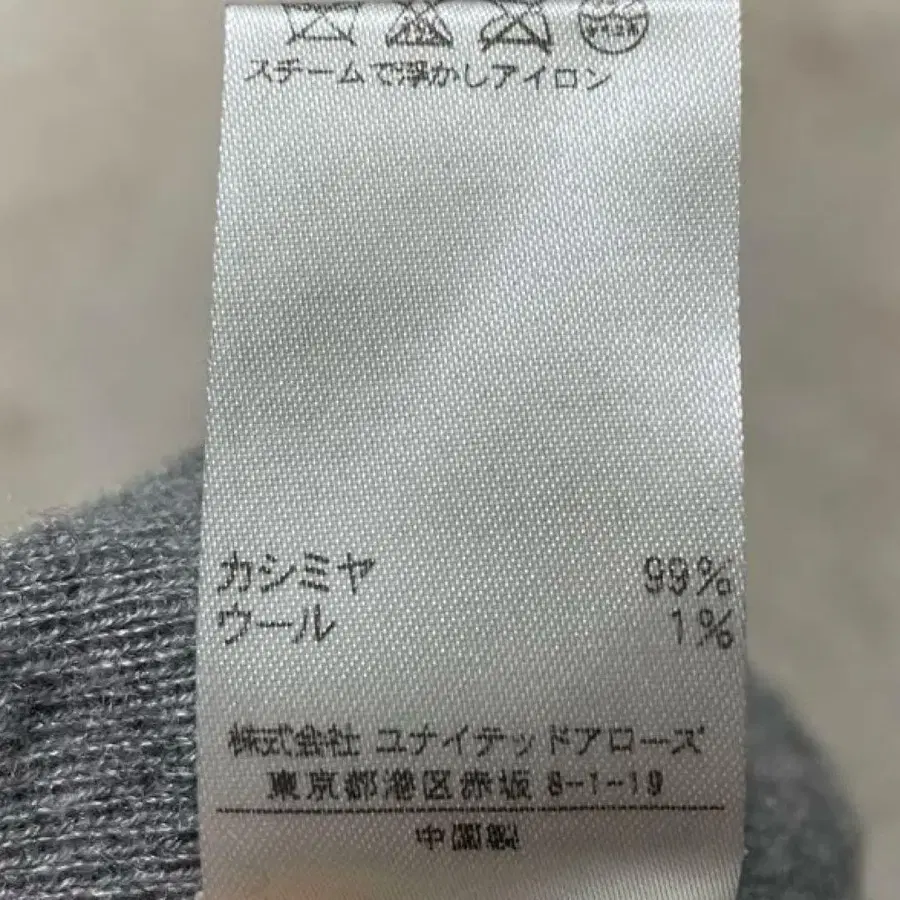 スチームで浮かしアイロン
カシミヤ 99%
ウール 1%
株式会社 ユナイテッドアローズ
東京都港区赤坂 8-1-19
中国製